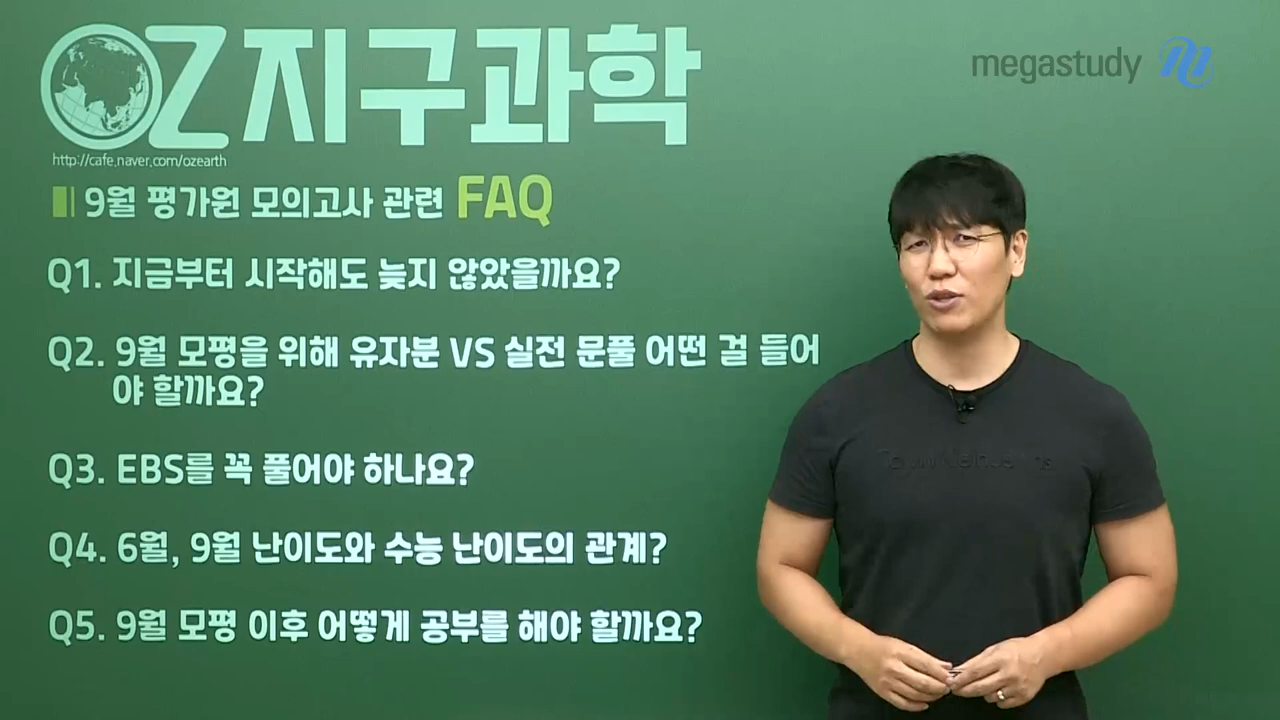 OZ 지구과학
megastudy
http://cafe.naver.com/ozearth
9월 평가원 모의고사 관련 FAQ
Q1. 지금부터 시작해도 늦지 않았을까요?
Q2. 9월 모평을 위해 유자분 VS 실전 문풀 어떤 걸 들어
야 할까요?
Q3. EBS를 꼭 풀어야 하나요?
Q4. 6월, 9월 난이도와 수능 난이도의 관계?
Q5. 9월 모평 이후 어떻게 공부를 해야 할까요?